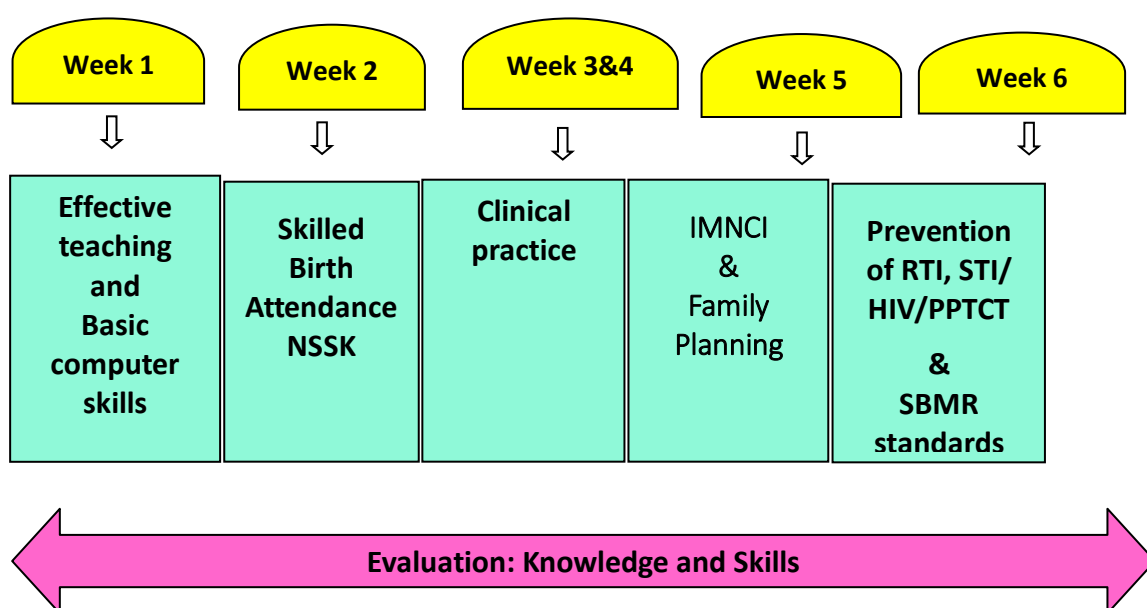 Week 1
Week 2
Week 3&4
Week 5
Week 6
Effective
teaching
and
Basic
computer
skills
Skilled
Birth
Attendance
NSSK
Clinical
practice
IMNCI
&
Family
Planning
Prevention
of RTI, STI/
HIV/PPTCT
&
SBMR
standards
Evaluation: Knowledge and Skills